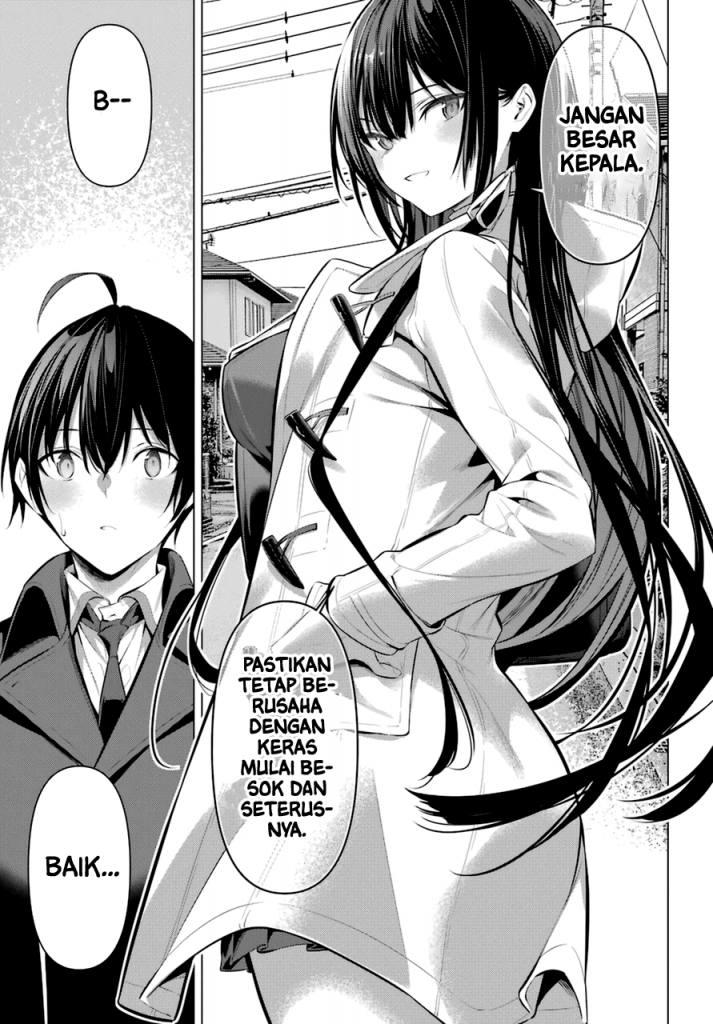 JANGAN
BESAR
KEPALA.
PASTIKAN
TETAP BE-
RUSAHA
DENGAN
KERAS
MULAI BE-
SOK DAN
SETERUS-
NYA.
B--
BAIK...